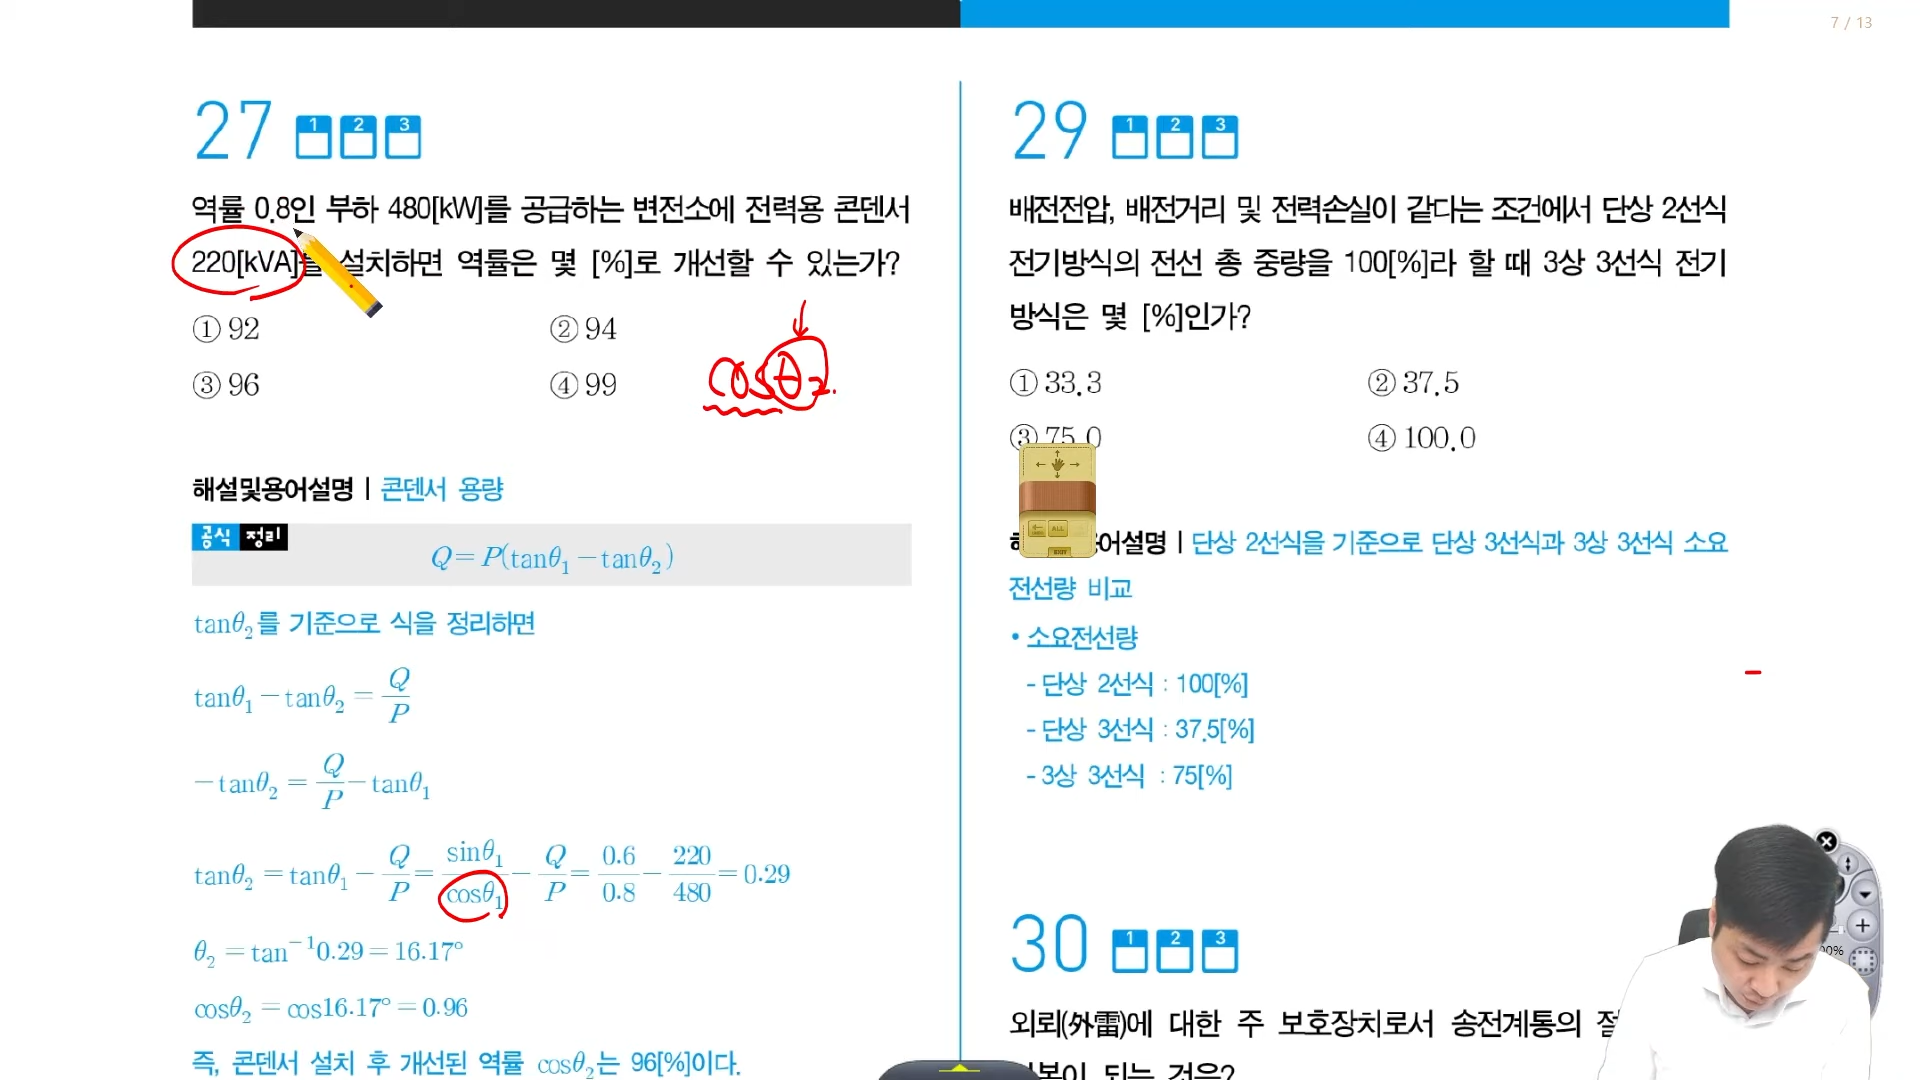 7 / 13
27 1 2 3
역률 0.8인 부하 480[kW]를 공급하는 변전소에 전력용 콘덴서
220[kVA]를 설치하면 역률은 몇 [%]로 개선할 수 있는가?
① 92 ② 94
③ 96 ④ 99
cosθ₂
해설및용어설명 | 콘덴서 용량
공식 정리
Q=P(tanθ₁-tanθ₂)
tanθ₂를 기준으로 식을 정리하면
tanθ₁-tanθ₂=Q/P
-tanθ₂=Q/P-tanθ₁
tanθ₂=tanθ₁-Q/P=sinθ₁/cosθ₁-Q/P=0.6/0.8-220/480=0.29
θ₂=tan⁻¹0.29=16.17°
cosθ₂=cos16.17°=0.96
즉, 콘덴서 설치 후 개선된 역률 cosθ₂는 96[%]이다.
29 1 2 3
배전전압, 배전거리 및 전력손실이 같다는 조건에서 단상 2선식
전기방식의 전선 총 중량을 100[%]라 할 때 3상 3선식 전기
방식은 몇 [%]인가?
① 33.3 ② 37.5
③ 75.0 ④ 100.0
ALL
EXIT
어설명 | 단상 2선식을 기준으로 단상 3선식과 3상 3선식 소요
전선량 비교
• 소요전선량
- 단상 2선식 : 100[%]
- 단상 3선식 : 37.5[%]
- 3상 3선식 : 75[%]
30 1 2 3
외뢰(外雷)에 대한 주 보호장치로서 송전계통의
되는 것은?